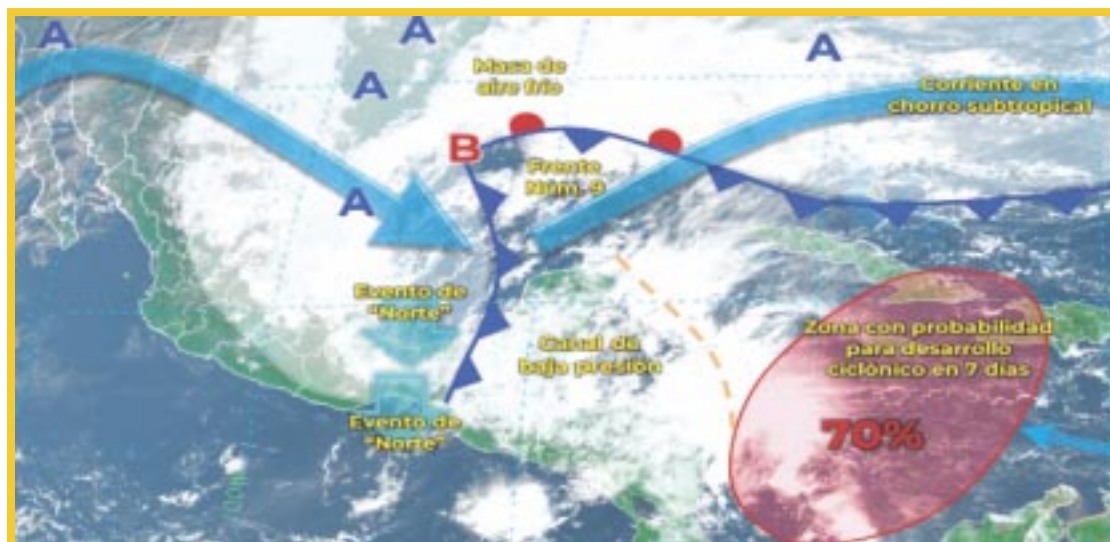 A
A
A
A
A
Masa de
aire frío
Corriente en
chorro subtropical
B
Frente
Núm. 9
Evento de
"Norte"
Canal de
baja presión
Zona con probabilidad
para desarrollo
ciclónico en 7 días
70%
Evento de
"Norte"